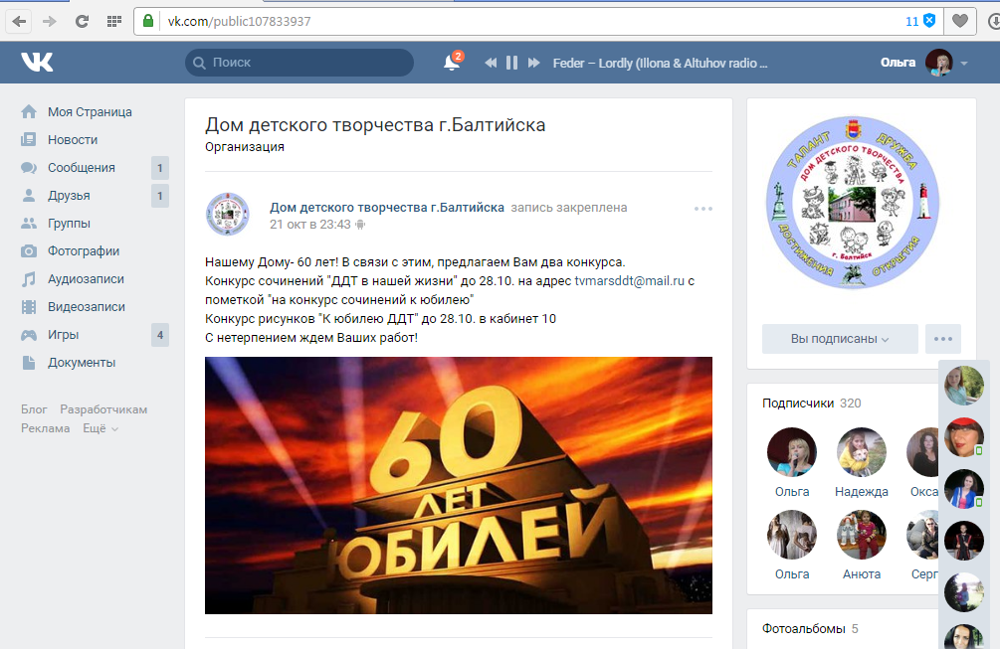 vk.com/public107833937
11
Поиск
2
Feder – Lordly (Illona & Altuhov radio ...
Ольга
Моя Страница
Новости
Сообщения 1
Друзья 1
Группы
Фотографии
Аудиозаписи
Видеозаписи
Игры 4
Документы
Блог Разработчикам
Реклама Ещё
Дом детского творчества г.Балтийска
Организация
Дом детского творчества г.Балтийска запись закреплена
21 окт в 23:43
Нашему Дому- 60 лет! В связи с этим, предлагаем Вам два конкурса.
Конкурс сочинений "ДДТ в нашей жизни" до 28.10. на адрес tvmarsddt@mail.ru с
пометкой "на конкурс сочинений к юбилею"
Конкурс рисунков "К юбилею ДДТ" до 28.10. в кабинет 10
С нетерпением ждем Ваших работ!
60
ЛЕТ
ЮБИЛЕЙ
ТАЛАНТ ДРУЖБА
ДОМ ДЕТСКОГО ТВОРЧЕСТВА
г. Балтийск
ДОСТИЖЕНИЯ ОТКРЫТИЯ
Вы подписаны
Подписчики 320
Ольга Надежда Окса
Ольга Анюта Серг
Фотоальбомы 5